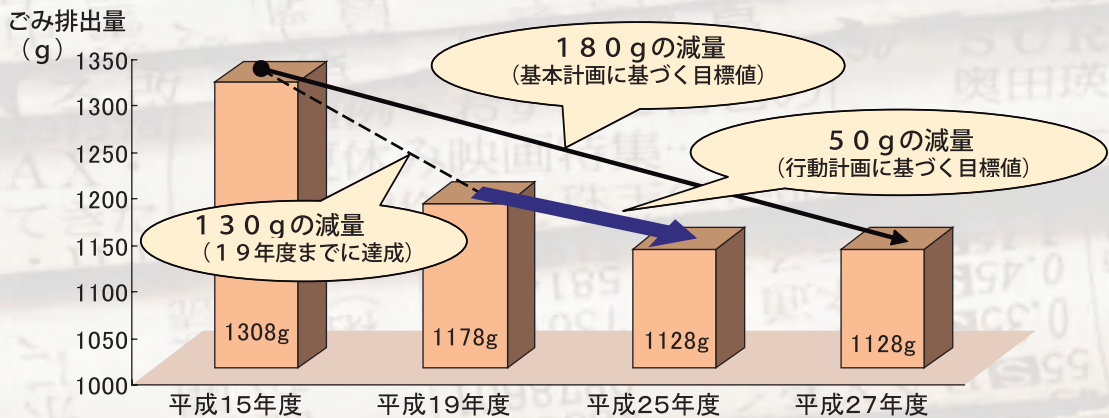 ごみ排出量
（g）
1350
1300
1250
1200
1150
1100
1050
1000
１８０ｇの減量
（基本計画に基づく目標値）
５０ｇの減量
（行動計画に基づく目標値）
１３０ｇの減量
（１９年度までに達成）
1308g
1178g
1128g
1128g
平成15年度
平成19年度
平成25年度
平成27年度